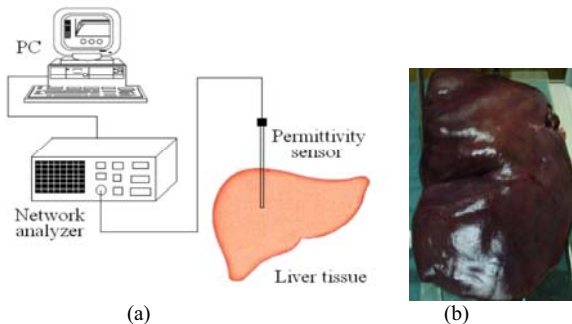 PC
Permittivity
sensor
Network
analyzer
Liver tissue
(a)
(b)